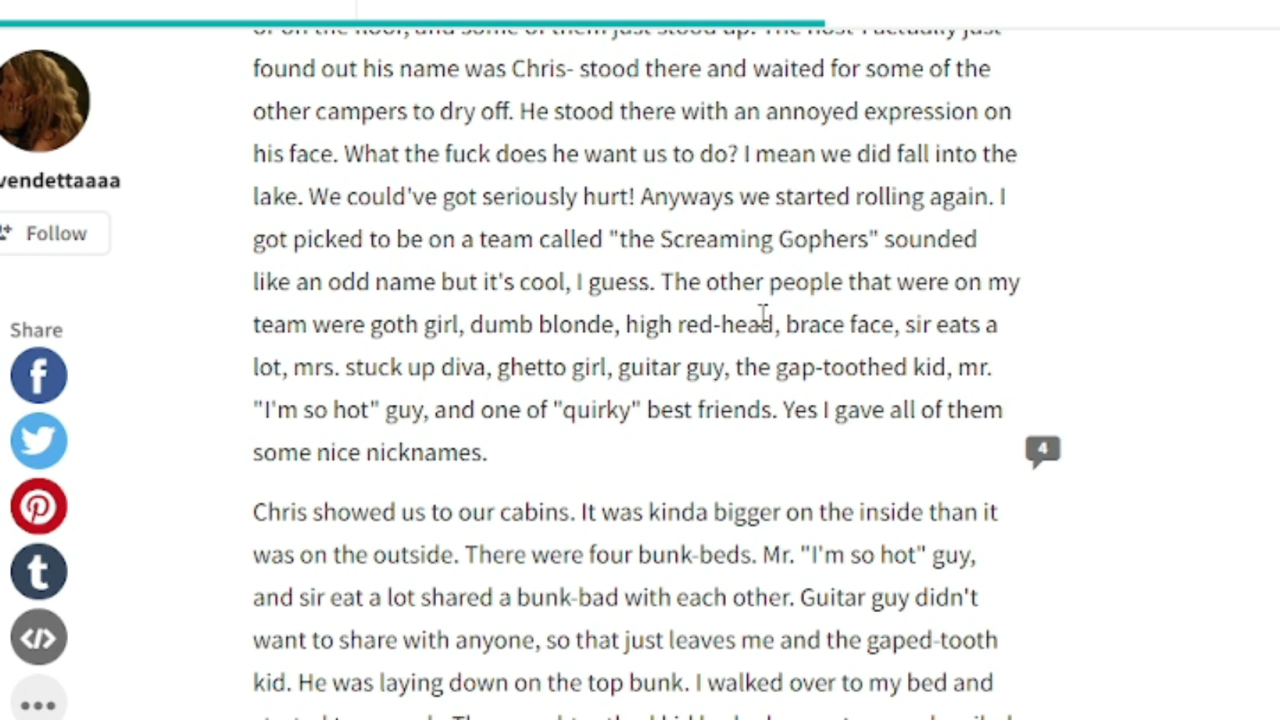 found out his name was Chris- stood there and waited for some of the
other campers to dry off. He stood there with an annoyed expression on
his face. What the fuck does he want us to do? I mean we did fall into the
lake. We could've got seriously hurt! Anyways we started rolling again. I
got picked to be on a team called "the Screaming Gophers" sounded
like an odd name but it's cool, I guess. The other people that were on my
team were goth girl, dumb blonde, high red-head, brace face, sir eats a
lot, mrs. stuck up diva, ghetto girl, guitar guy, the gap-toothed kid, mr.
"I'm so hot" guy, and one of "quirky" best friends. Yes I gave all of them
some nice nicknames.
4
Chris showed us to our cabins. It was kinda bigger on the inside than it
was on the outside. There were four bunk-beds. Mr. "I'm so hot" guy,
and sir eat a lot shared a bunk-bad with each other. Guitar guy didn't
want to share with anyone, so that just leaves me and the gaped-tooth
kid. He was laying down on the top bunk. I walked over to my bed and
vendettaaaa
Follow
Share